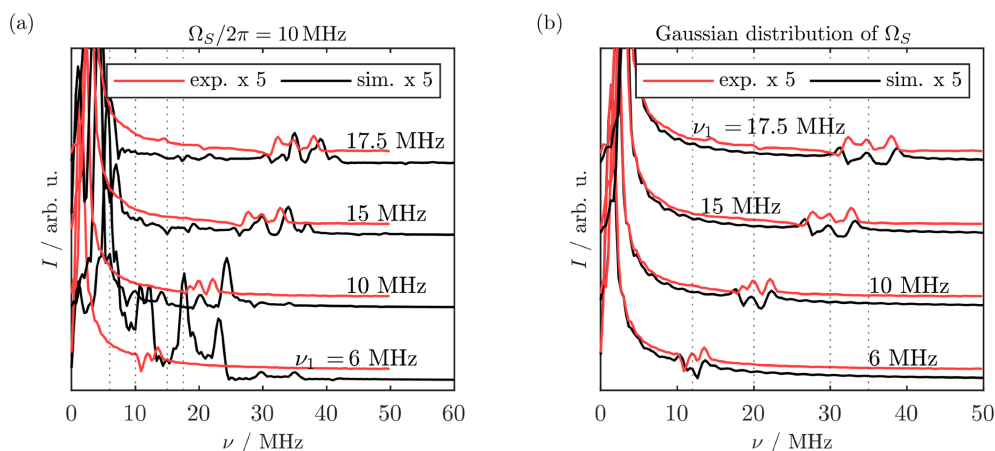 (a)
Ω_S/2π = 10 MHz
exp. x 5
sim. x 5
17.5 MHz
15 MHz
10 MHz
ν₁ = 6 MHz
I / arb. u.
0 10 20 30 40 50 60
ν / MHz
(b)
Gaussian distribution of Ω_S
exp. x 5
sim. x 5
ν₁ = 17.5 MHz
15 MHz
10 MHz
6 MHz
I / arb. u.
0 10 20 30 40 50
ν / MHz